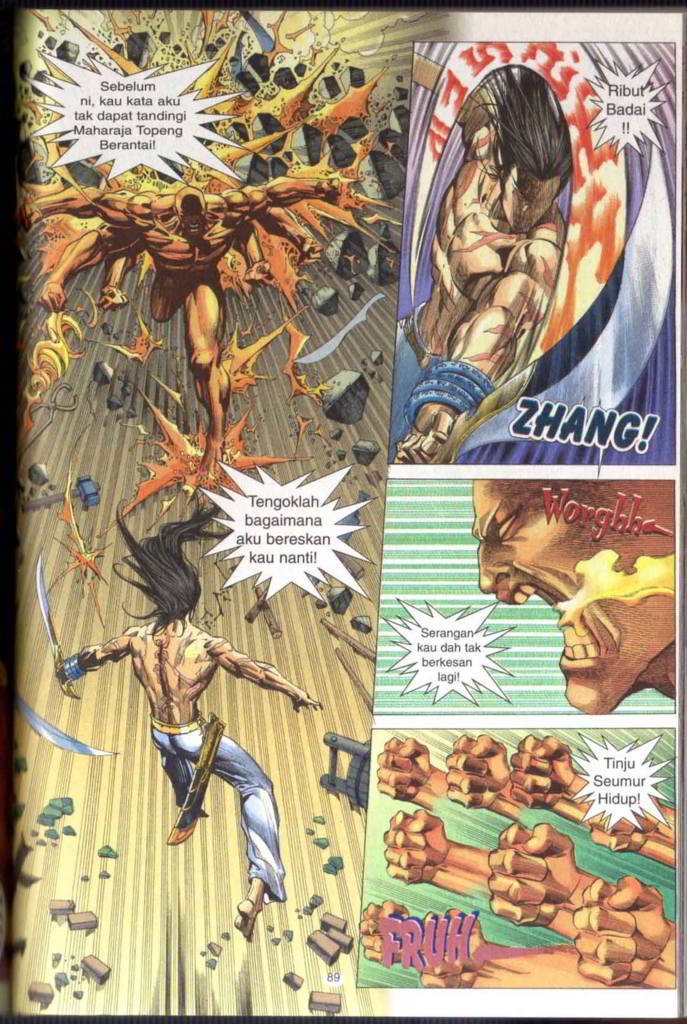 Sebelum
ni, kau kata aku
tak dapat tandingi
Maharaja Topeng
Berantai!
Tengoklah
bagaimana
aku bereskan
kau nanti!
Ribut
Badai
!!
ZHANG!
Worghh
Serangan
kau dah tak
berkesan
lagi!
Tinju
Seumur
Hidup!
FRUH
89